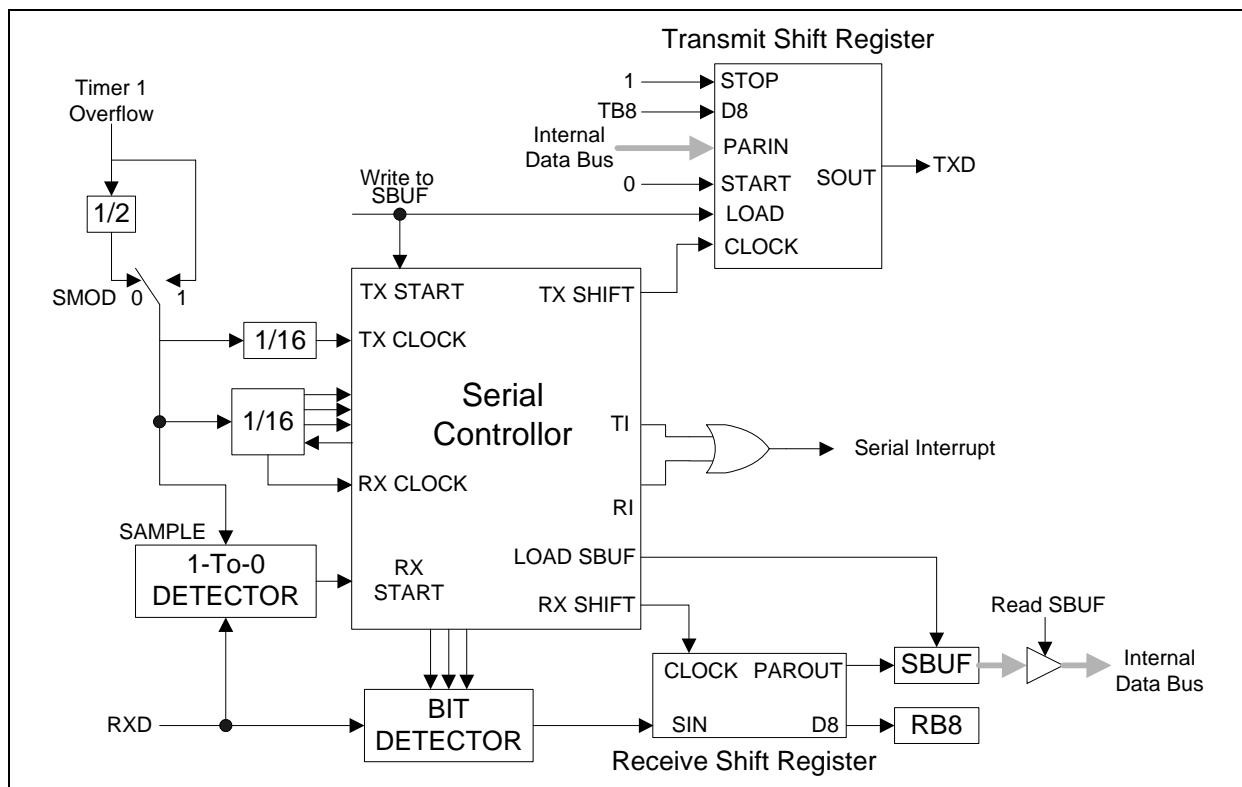 Transmit Shift Register
Timer 1
Overflow
1
STOP
TB8
D8
Internal
Data Bus
PARIN
SOUT
TXD
0
START
Write to
SBUF
LOAD
CLOCK
1/2
SMOD 0 1
TX START
TX SHIFT
1/16
TX CLOCK
Serial
Controllor
1/16
TI
Serial Interrupt
RX CLOCK
RI
SAMPLE
1-To-0
DETECTOR
RX
START
LOAD SBUF
RX SHIFT
Read SBUF
CLOCK
PAROUT
SBUF
Internal
Data Bus
RXD
BIT
DETECTOR
SIN
D8
RB8
Receive Shift Register